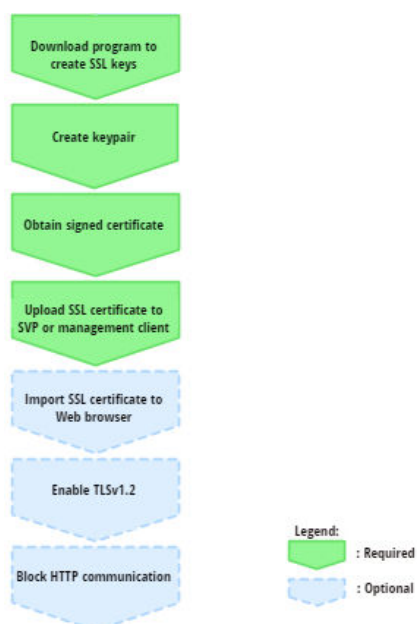 Download program to
create SSL keys
Create keypair
Obtain signed certificate
Upload SSL certificate to
SVP or management client
Import SSL certificate to
Web browser
Enable TLSv1.2
Block HTTP communication
Legend:
: Required
: Optional